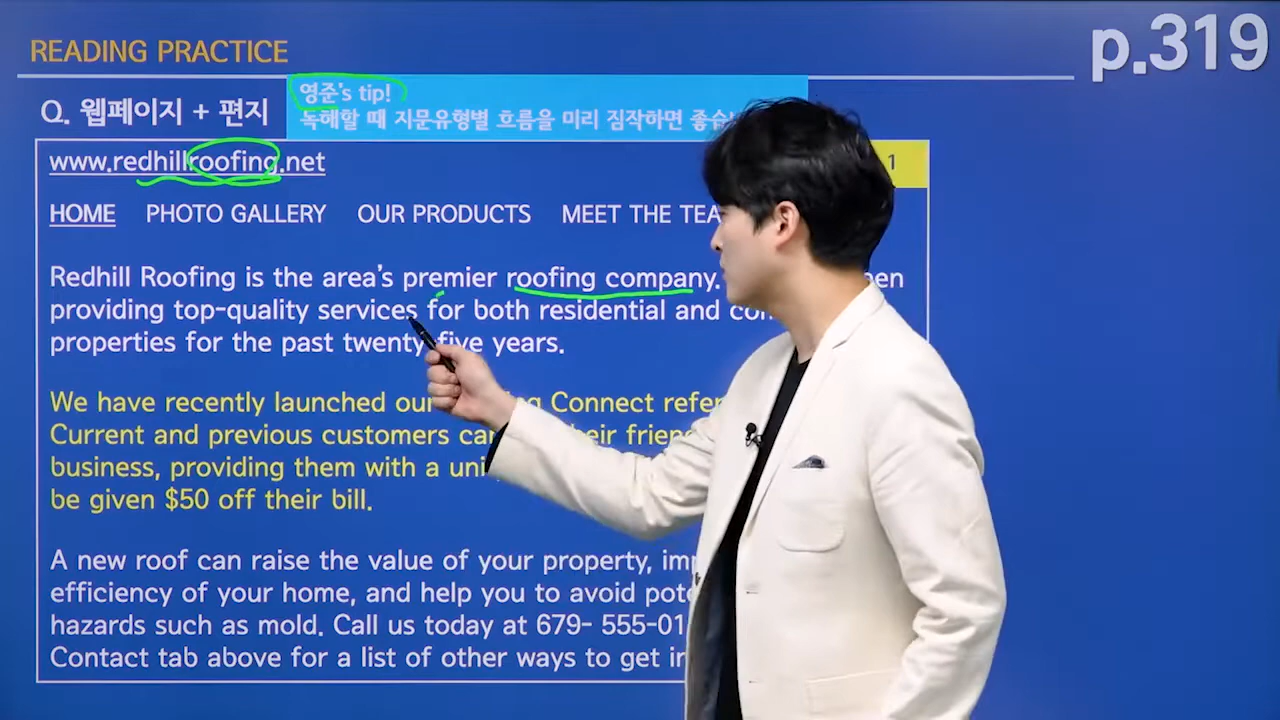 p.319
READING PRACTICE
영준's tip!
Q. 웹페이지 + 편지
독해할 때 지문유형별 흐름을 미리 짐작하면
www.redhillroofing.net
1
HOME PHOTO GALLERY OUR PRODUCTS MEET THE
Redhill Roofing is the area's premier roofing company.
providing top-quality services for both residential and
properties for the past twenty-five years.
We have recently launched our Connect
Current and previous customers
business, providing them with a
be given $50 off their bill.
A new roof can raise the value of your property,
efficiency of your home, and help you to avoid
hazards such as mold. Call us today at 679- 555-01
Contact tab above for a list of other ways to get